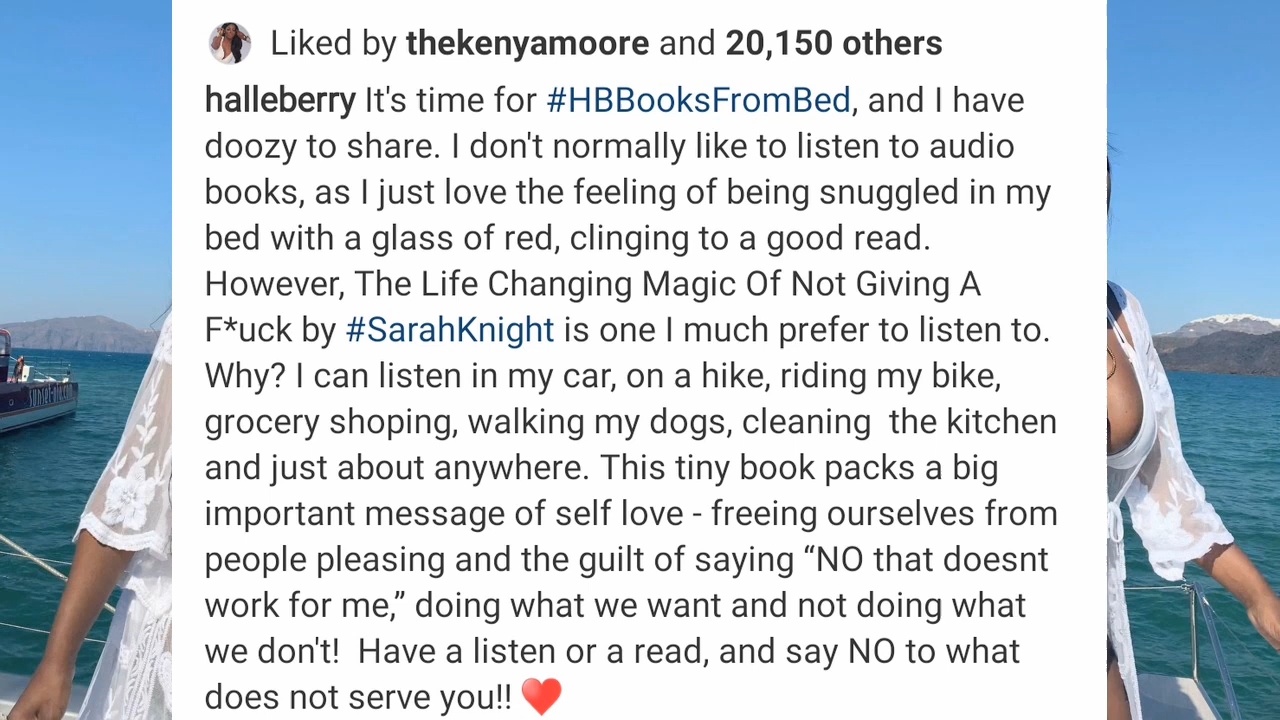 Liked by thekenyamoore and 20,150 others
halleberry It's time for #HBBooksFromBed, and I have
doozy to share. I don't normally like to listen to audio
books, as I just love the feeling of being snuggled in my
bed with a glass of red, clinging to a good read.
However, The Life Changing Magic Of Not Giving A
F*uck by #SarahKnight is one I much prefer to listen to.
Why? I can listen in my car, on a hike, riding my bike,
grocery shoping, walking my dogs, cleaning  the kitchen
and just about anywhere. This tiny book packs a big
important message of self love - freeing ourselves from
people pleasing and the guilt of saying “NO that doesnt
work for me,” doing what we want and not doing what
we don't!  Have a listen or a read, and say NO to what
does not serve you!! ❤️